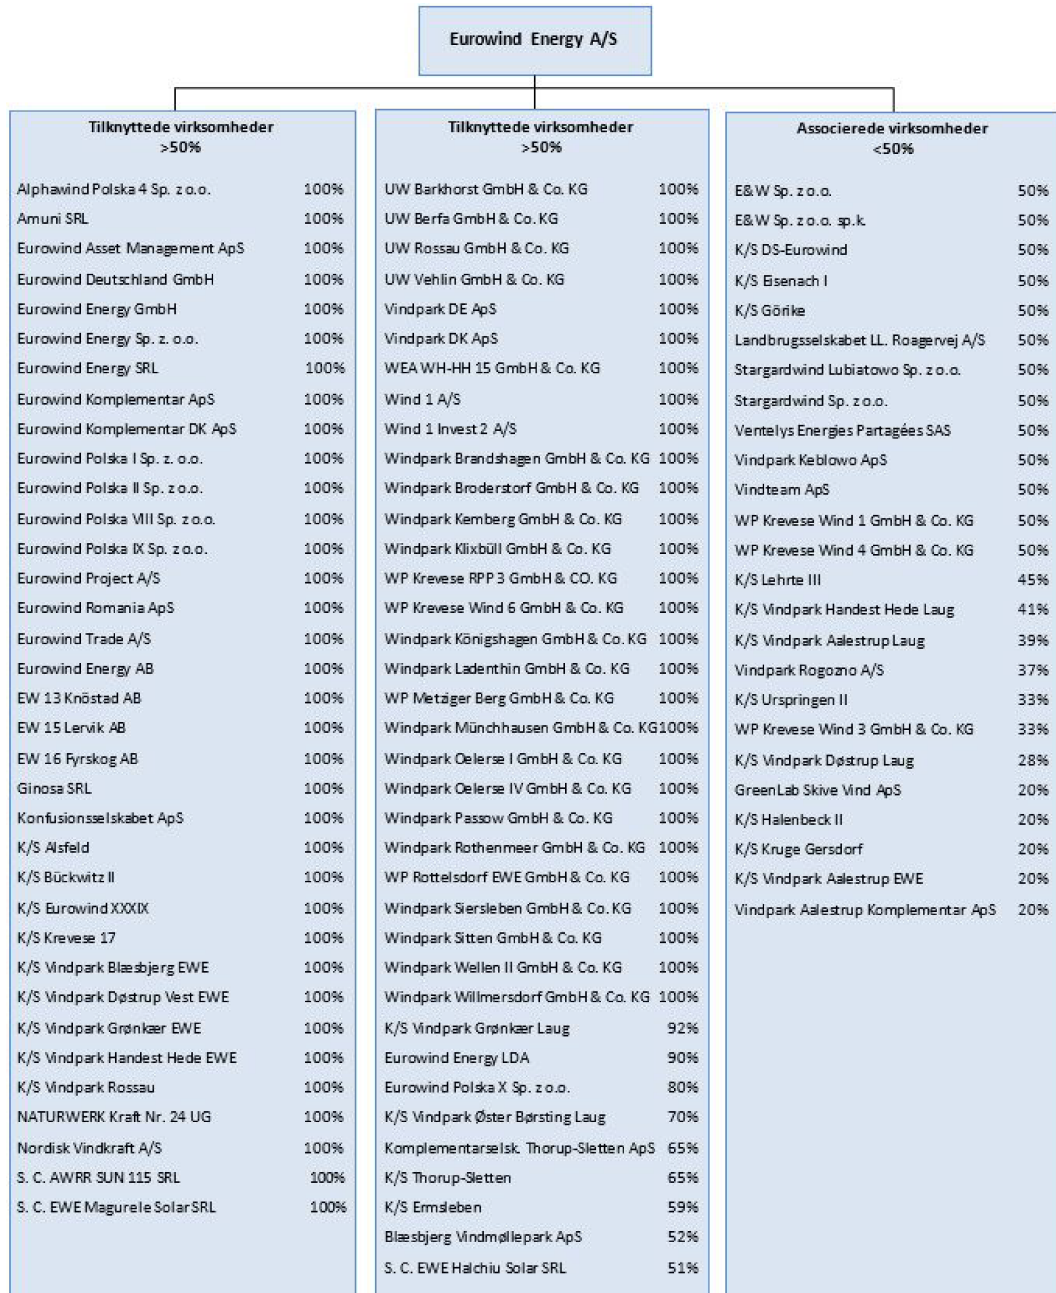 Eurowind Energy A/S
Tilknyttede virksomheder
>50%
Alphawind Polska 4 Sp. z o.o. 100%
Amuni SRL 100%
Eurowind Asset Management ApS 100%
Eurowind Deutschland GmbH 100%
Eurowind Energy GmbH 100%
Eurowind Energy Sp. z. o.o. 100%
Eurowind Energy SRL 100%
Eurowind Komplementar ApS 100%
Eurowind Komplementar DK ApS 100%
Eurowind Polska I Sp. z. o.o. 100%
Eurowind Polska II Sp. z o.o. 100%
Eurowind Polska VIII Sp. z o.o. 100%
Eurowind Polska IX Sp. z o.o. 100%
Eurowind Project A/S 100%
Eurowind Romania ApS 100%
Eurowind Trade A/S 100%
Eurowind Energy AB 100%
EW 13 Knöstad AB 100%
EW 15 Lervik AB 100%
EW 16 Fyrskog AB 100%
Ginosa SRL 100%
Konfusionsselskabet ApS 100%
K/S Alsfeld 100%
K/S Bückwitz II 100%
K/S Eurowind XXXIX 100%
K/S Krevese 17 100%
K/S Vindpark Blæsbjerg EWE 100%
K/S Vindpark Døstrup Vest EWE 100%
K/S Vindpark Grønkær EWE 100%
K/S Vindpark Handest Hede EWE 100%
K/S Vindpark Rossau 100%
NATURWERK Kraft Nr. 24 UG 100%
Nordisk Vindkraft A/S 100%
S. C. AWRR SUN 115 SRL 100%
S. C. EWE Magurele Solar SRL 100%
Tilknyttede virksomheder
>50%
UW Barkhorst GmbH & Co. KG 100%
UW Berfa GmbH & Co. KG 100%
UW Rossau GmbH & Co. KG 100%
UW Vehlin GmbH & Co. KG 100%
Vindpark DE ApS 100%
Vindpark DK ApS 100%
WEA WH-HH 15 GmbH & Co. KG 100%
Wind 1 A/S 100%
Wind 1 Invest 2 A/S 100%
Windpark Brandshagen GmbH & Co. KG 100%
Windpark Broderstorf GmbH & Co. KG 100%
Windpark Kemberg GmbH & Co. KG 100%
Windpark Klixbüll GmbH & Co. KG 100%
WP Krevese RPP 3 GmbH & CO. KG 100%
WP Krevese Wind 6 GmbH & Co. KG 100%
Windpark Königshagen GmbH & Co. KG 100%
Windpark Ladenthin GmbH & Co. KG 100%
WP Metziger Berg GmbH & Co. KG 100%
Windpark Münchhausen GmbH & Co. KG 100%
Windpark Oelerse I GmbH & Co. KG 100%
Windpark Oelerse IV GmbH & Co. KG 100%
Windpark Passow GmbH & Co. KG 100%
Windpark Rothenmeer GmbH & Co. KG 100%
WP Rottelsdorf EWE GmbH & Co. KG 100%
Windpark Siersleben GmbH & Co. KG 100%
Windpark Sitten GmbH & Co. KG 100%
Windpark Wellen II GmbH & Co. KG 100%
Windpark Willmersdorf GmbH & Co. KG 100%
K/S Vindpark Grønkær Laug 92%
Eurowind Energy LDA 90%
Eurowind Polska X Sp. z o.o. 80%
K/S Vindpark Øster Børsting Laug 70%
Komplementarselsk. Thorup-Sletten ApS 65%
K/S Thorup-Sletten 65%
K/S Ermsleben 59%
Blæsbjerg Vindmøllepark ApS 52%
S. C. EWE Halchiu Solar SRL 51%
Associerede virksomheder
<50%
E&W Sp. z o.o. 50%
E&W Sp. z o.o. sp.k. 50%
K/S DS-Eurowind 50%
K/S Eisenach I 50%
K/S Görike 50%
Landbrugsselskabet LL. Roagervej A/S 50%
Stargardwind Lubiatowo Sp. z o.o. 50%
Stargardwind Sp. z o.o. 50%
Ventelys Energies Partagées SAS 50%
Vindpark Keblowo ApS 50%
Vindteam ApS 50%
WP Krevese Wind 1 GmbH & Co. KG 50%
WP Krevese Wind 4 GmbH & Co. KG 50%
K/S Lehrte III 45%
K/S Vindpark Handest Hede Laug 41%
K/S Vindpark Aalestrup Laug 39%
Vindpark Rogozno A/S 37%
K/S Urspringen II 33%
WP Krevese Wind 3 GmbH & Co. KG 33%
K/S Vindpark Døstrup Laug 28%
GreenLab Skive Vind ApS 20%
K/S Halenbeck II 20%
K/S Kruge Gersdorf 20%
K/S Vindpark Aalestrup EWE 20%
Vindpark Aalestrup Komplementar ApS 20%